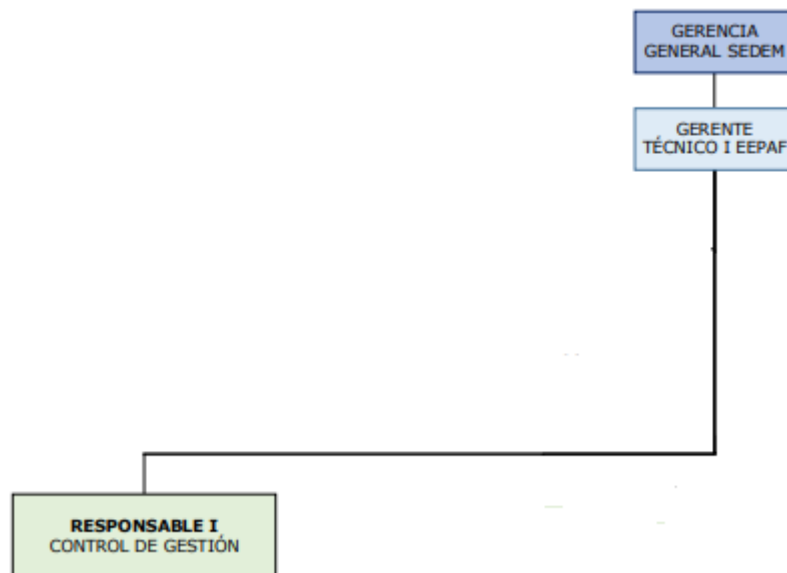 GERENCIA
GENERAL SEDEM
GERENTE
TÉCNICO I EEPAF
RESPONSABLE I
CONTROL DE GESTIÓN